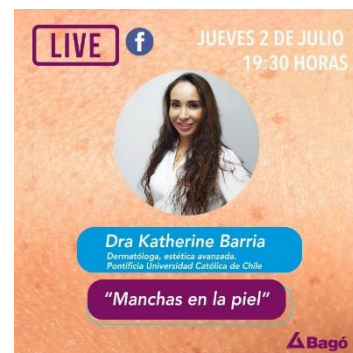 LIVE f
JUEVES 2 DE JULIO
19:30 HORAS
Dra Katherine Barria
Dermatóloga, estética avanzada.
Pontificia Universidad Católica de Chile
"Manchas en la piel"
Bagó